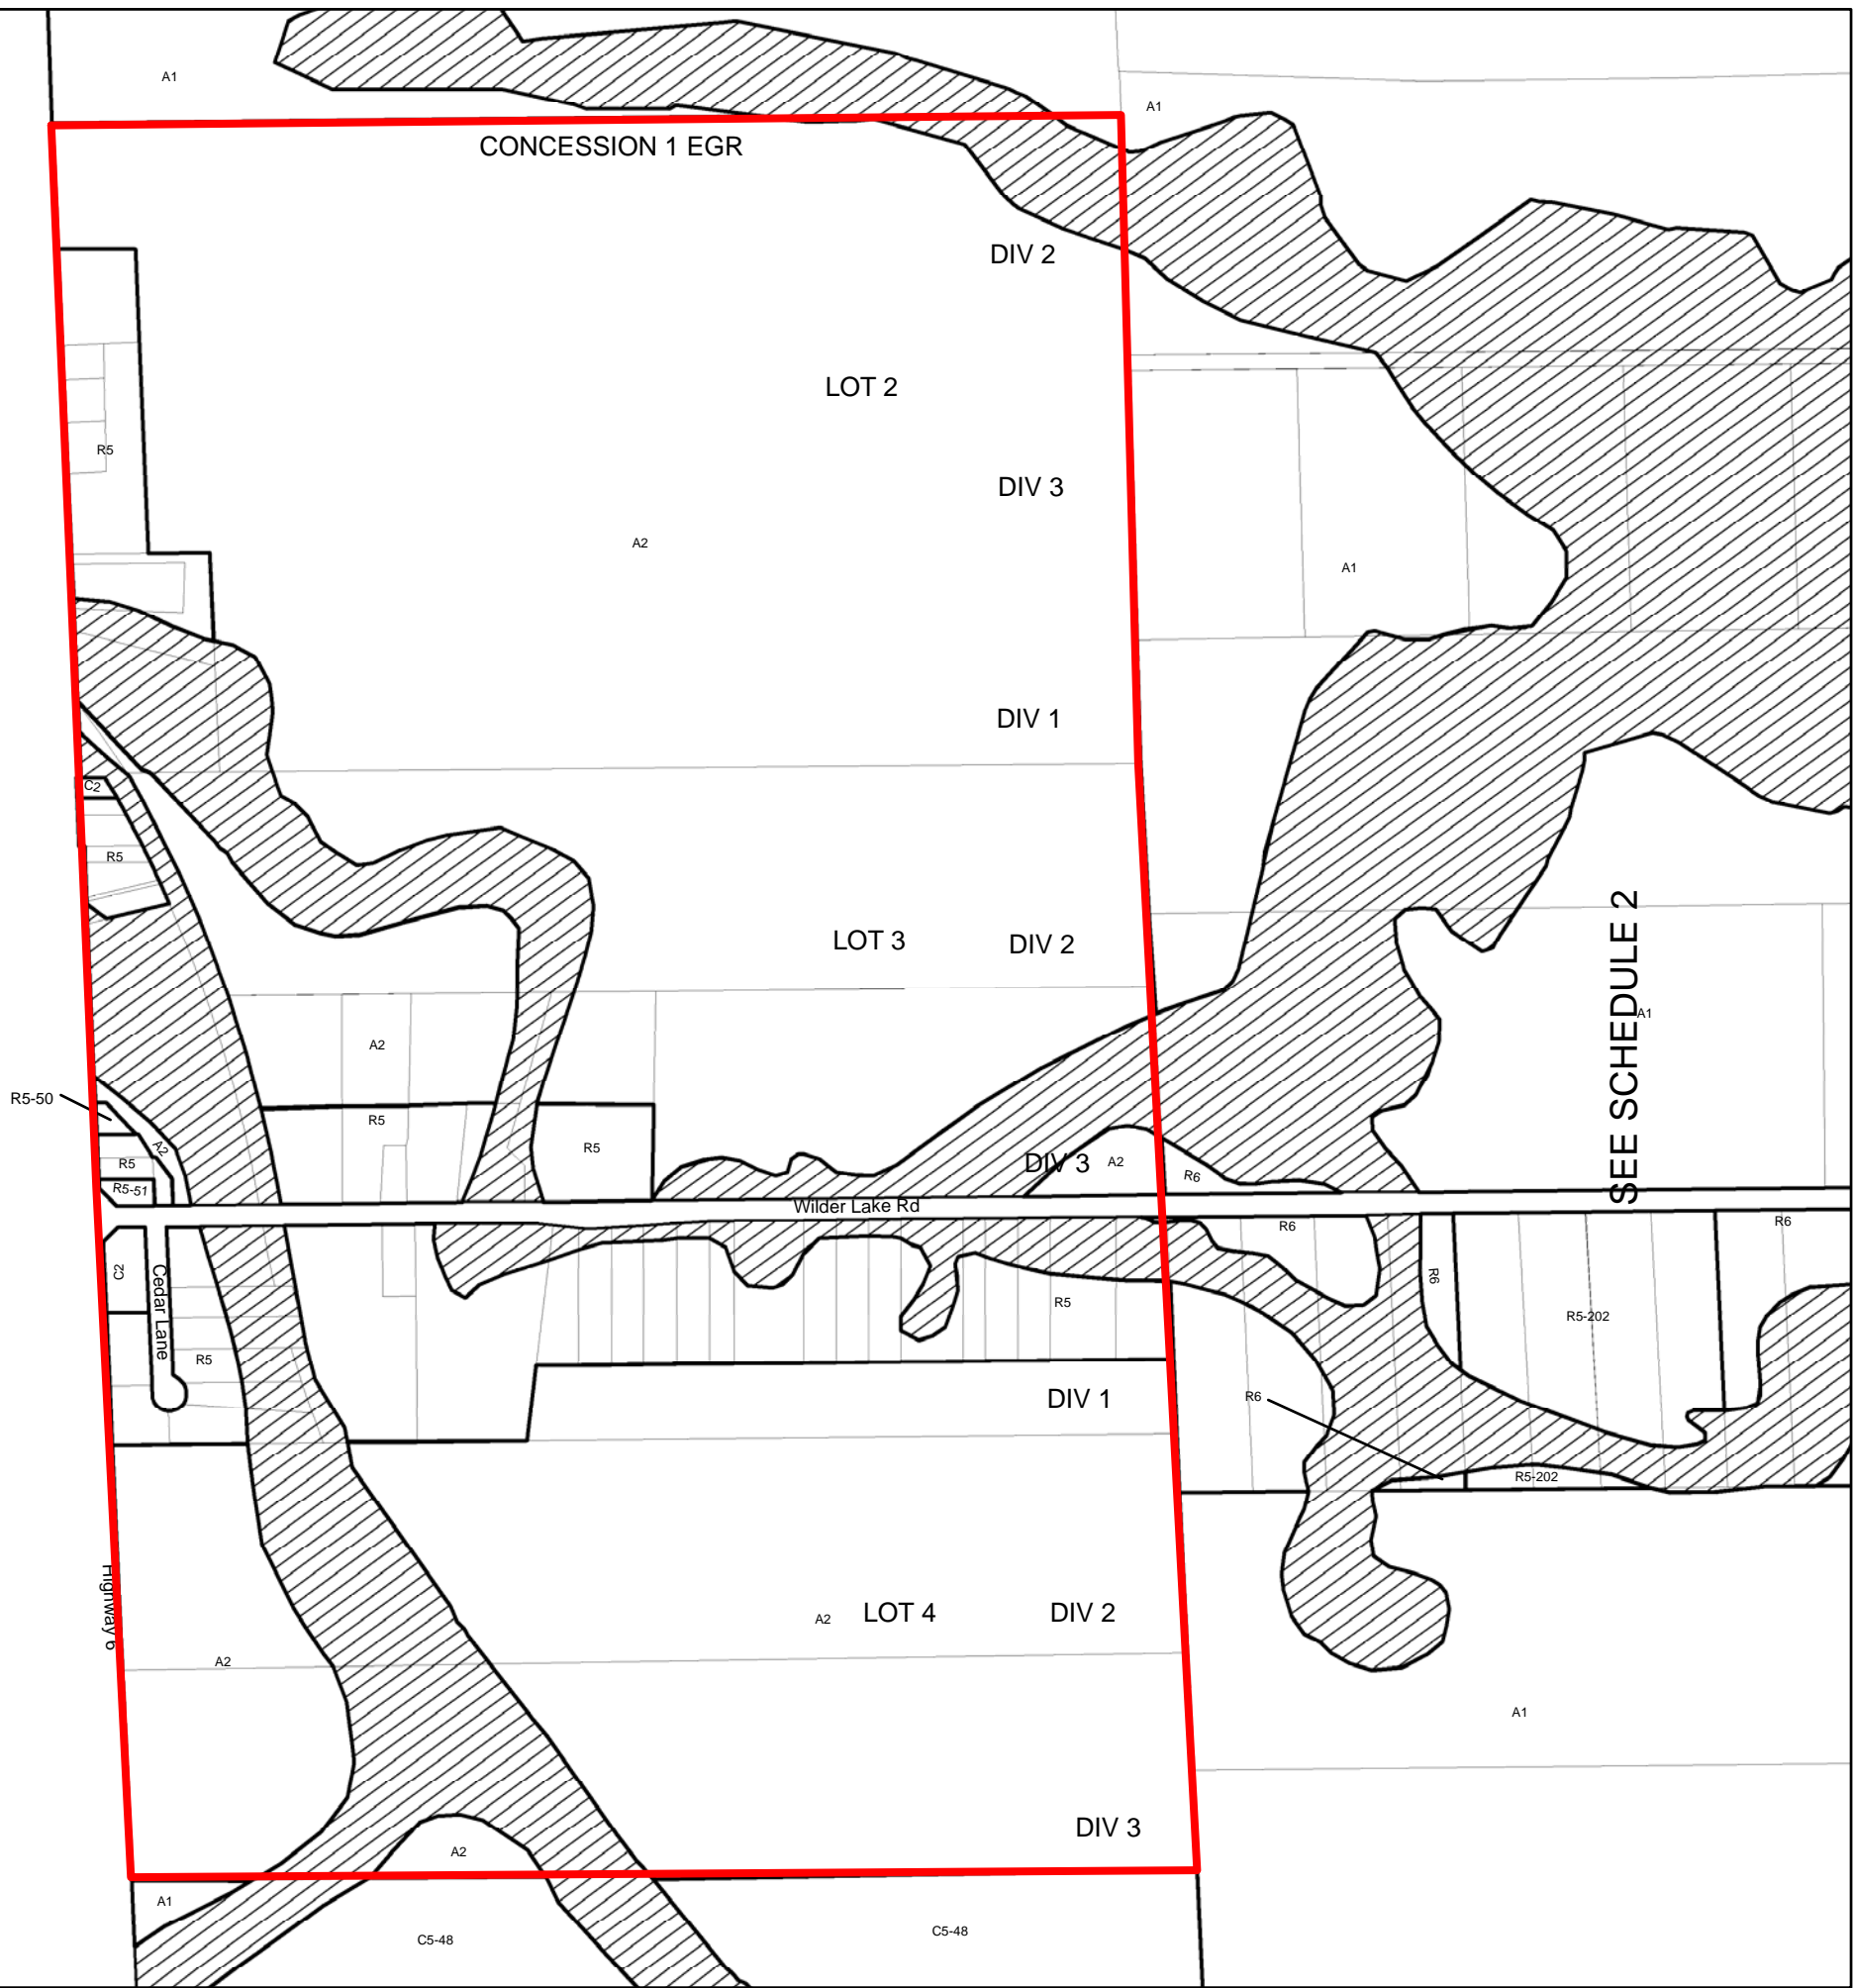 A1
A1
CONCESSION 1 EGR
DIV 2
LOT 2
R5
DIV 3
A2
A1
DIV 1
C2
R5
LOT 3
DIV 2
SEE SCHEDULE 2
A1
A2
R5-50
R5
R5
A2
R5
DIV 3
A2
R6
R5-51
Wilder Lake Rd
R6
R6
C2
Cedar Lane
R6
R5
R5-202
R5
DIV 1
R6
R5-202
Highway 6
A2
LOT 4
DIV 2
A2
A1
DIV 3
A2
A1
C5-48
C5-48